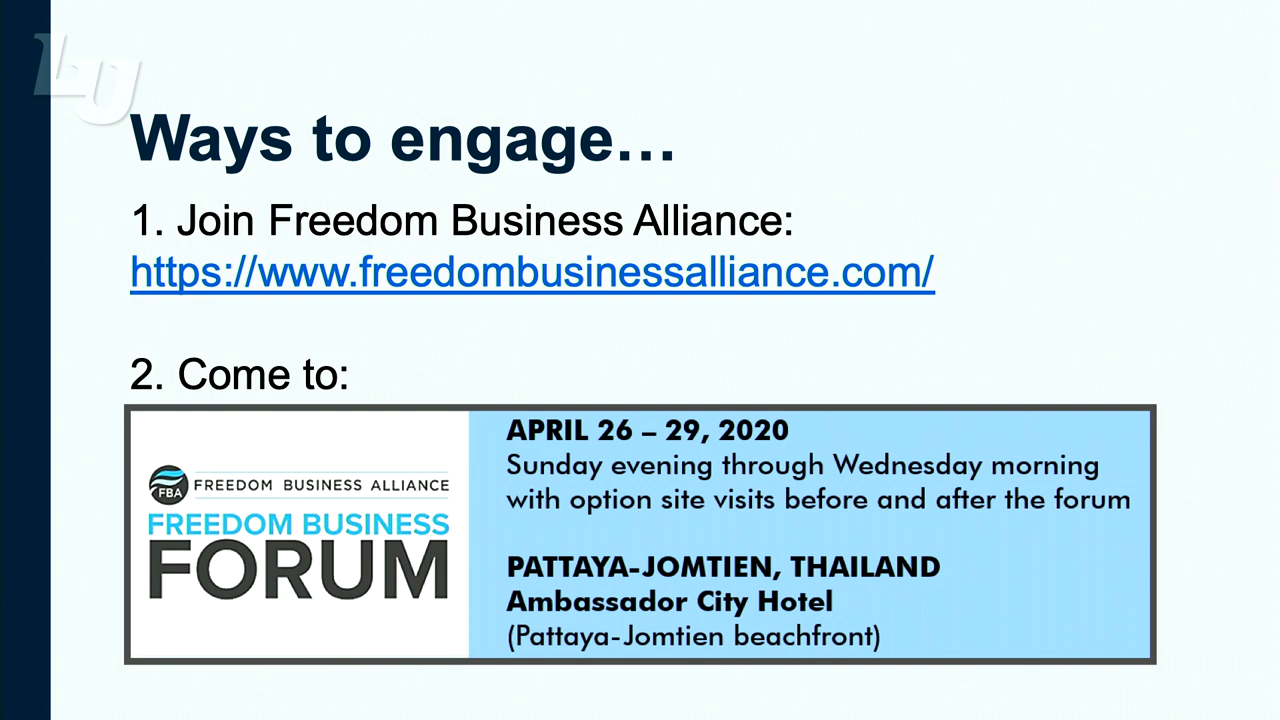 LU
Ways to engage…
1. Join Freedom Business Alliance:
https://www.freedombusinessalliance.com/
2. Come to:
FBA FREEDOM BUSINESS ALLIANCE
FREEDOM BUSINESS
FORUM
APRIL 26 – 29, 2020
Sunday evening through Wednesday morning
with option site visits before and after the forum
PATTAYA-JOMTIEN, THAILAND
Ambassador City Hotel
(Pattaya-Jomtien beachfront)